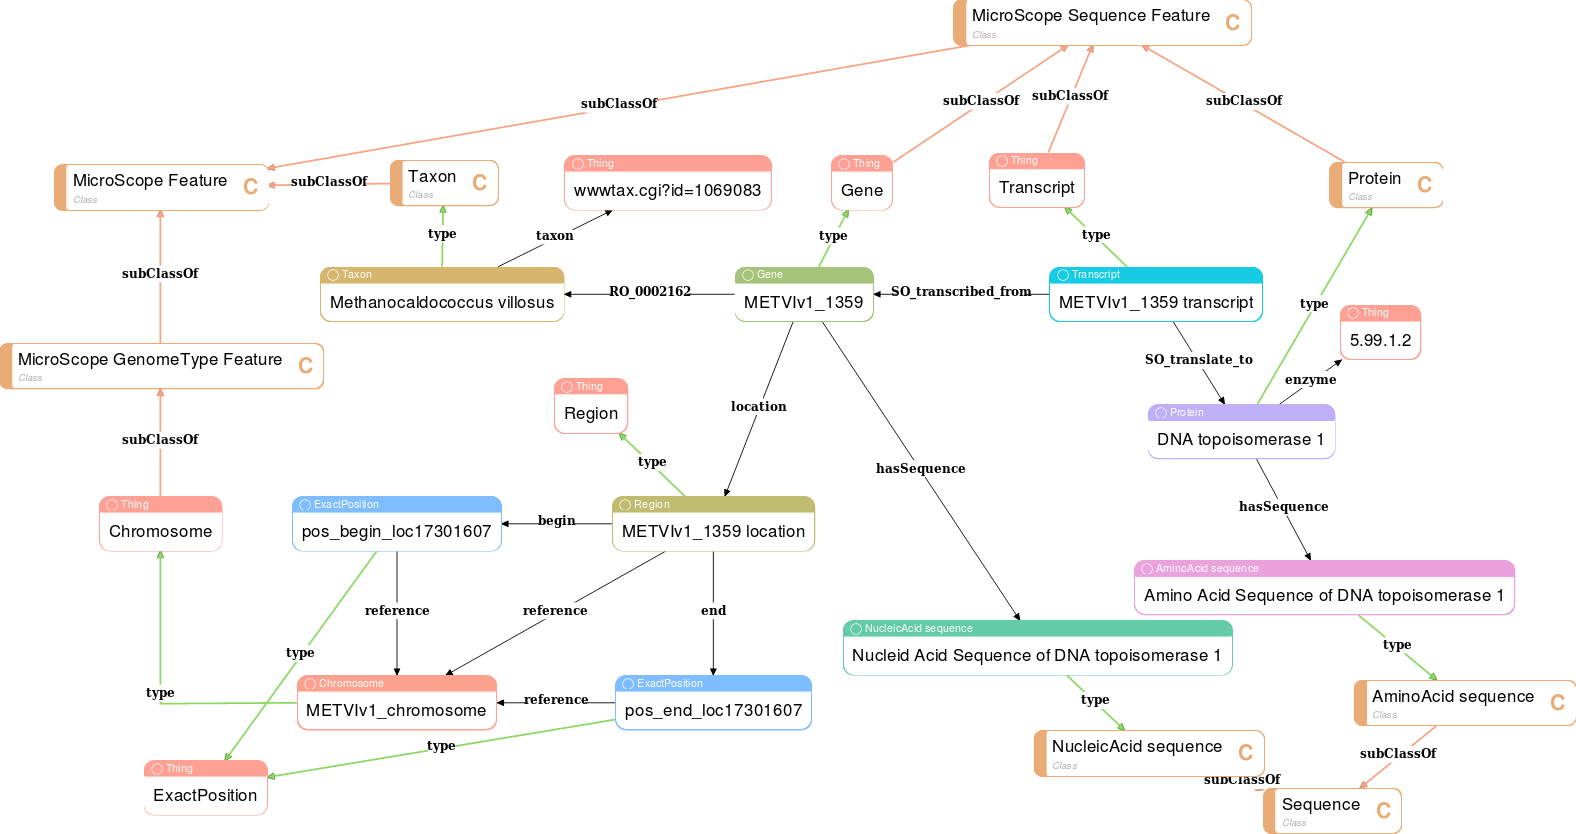 MicroScope Sequence Feature
C
Class
subClassOf
subClassOf
subClassOf
subClassOf
MicroScope Feature
C
Class
subClassOf
Taxon
C
Class
Thing
wwwtax.cgi?id=1069083
Thing
Gene
Thing
Transcript
Protein
C
Class
type
taxon
type
type
type
subClassOf
Taxon
Methanocaldococcus villosus
RO_0002162
Gene
METVIv1_1359
SO_transcribed_from
Transcript
METVIv1_1359 transcript
Thing
5.99.1.2
MicroScope GenomeType Feature
C
Class
SO_translate_to
enzyme
Thing
Region
location
Protein
DNA topoisomerase 1
subClassOf
type
hasSequence
hasSequence
Thing
Chromosome
ExactPosition
pos_begin_loc17301607
begin
Region
METVIv1_1359 location
reference
reference
end
AminoAcid sequence
Amino Acid Sequence of DNA topoisomerase 1
type
NucleicAcid sequence
Nucleid Acid Sequence of DNA topoisomerase 1
type
type
Chromosome
METVIv1_chromosome
reference
ExactPosition
pos_end_loc17301607
type
AminoAcid sequence
C
Class
type
NucleicAcid sequence
C
Class
subClassOf
subClassOf
Thing
ExactPosition
Sequence
C
Class